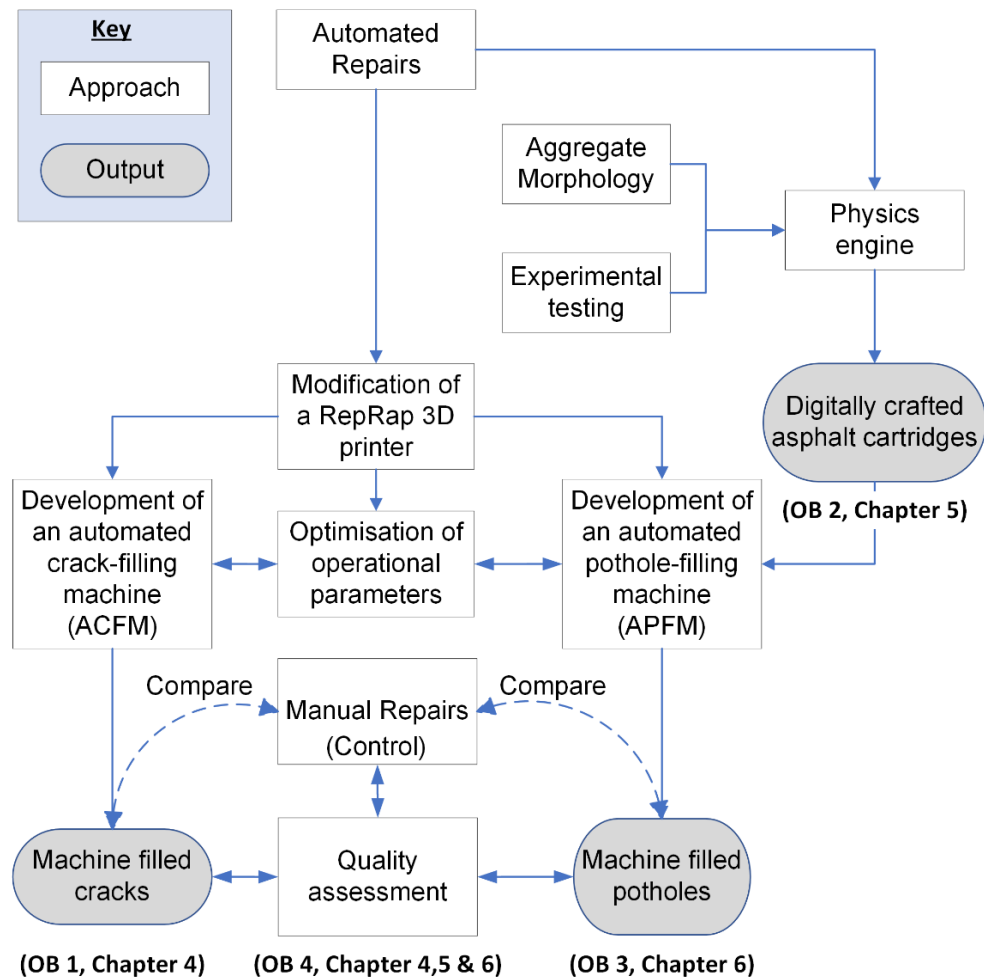 Key
Approach
Output
Automated
Repairs
Aggregate
Morphology
Experimental
testing
Physics
engine
Digitally crafted
asphalt cartridges
(OB 2, Chapter 5)
Modification of
a RepRap 3D
printer
Development of
an automated
crack-filling
machine
(ACFM)
Optimisation of
operational
parameters
Development of
an automated
pothole-filling
machine
(APFM)
Compare
Manual Repairs
(Control)
Compare
Machine filled
cracks
Quality
assessment
Machine filled
potholes
(OB 1, Chapter 4)
(OB 4, Chapter 4,5 & 6)
(OB 3, Chapter 6)